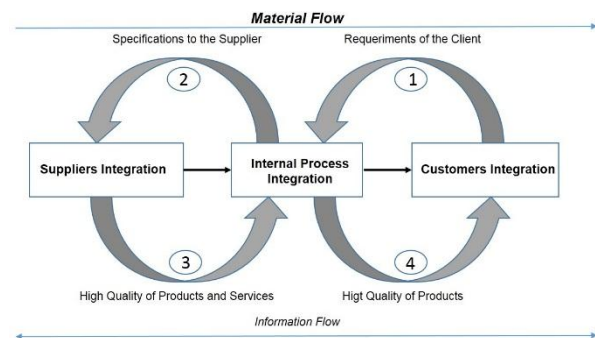 Material Flow
Specifications to the Supplier
Requeriments of the Client
2
1
Suppliers Integration
Internal Process
Integration
Customers Integration
3
4
High Quality of Products and Services
Higt Quality of Products
Information Flow